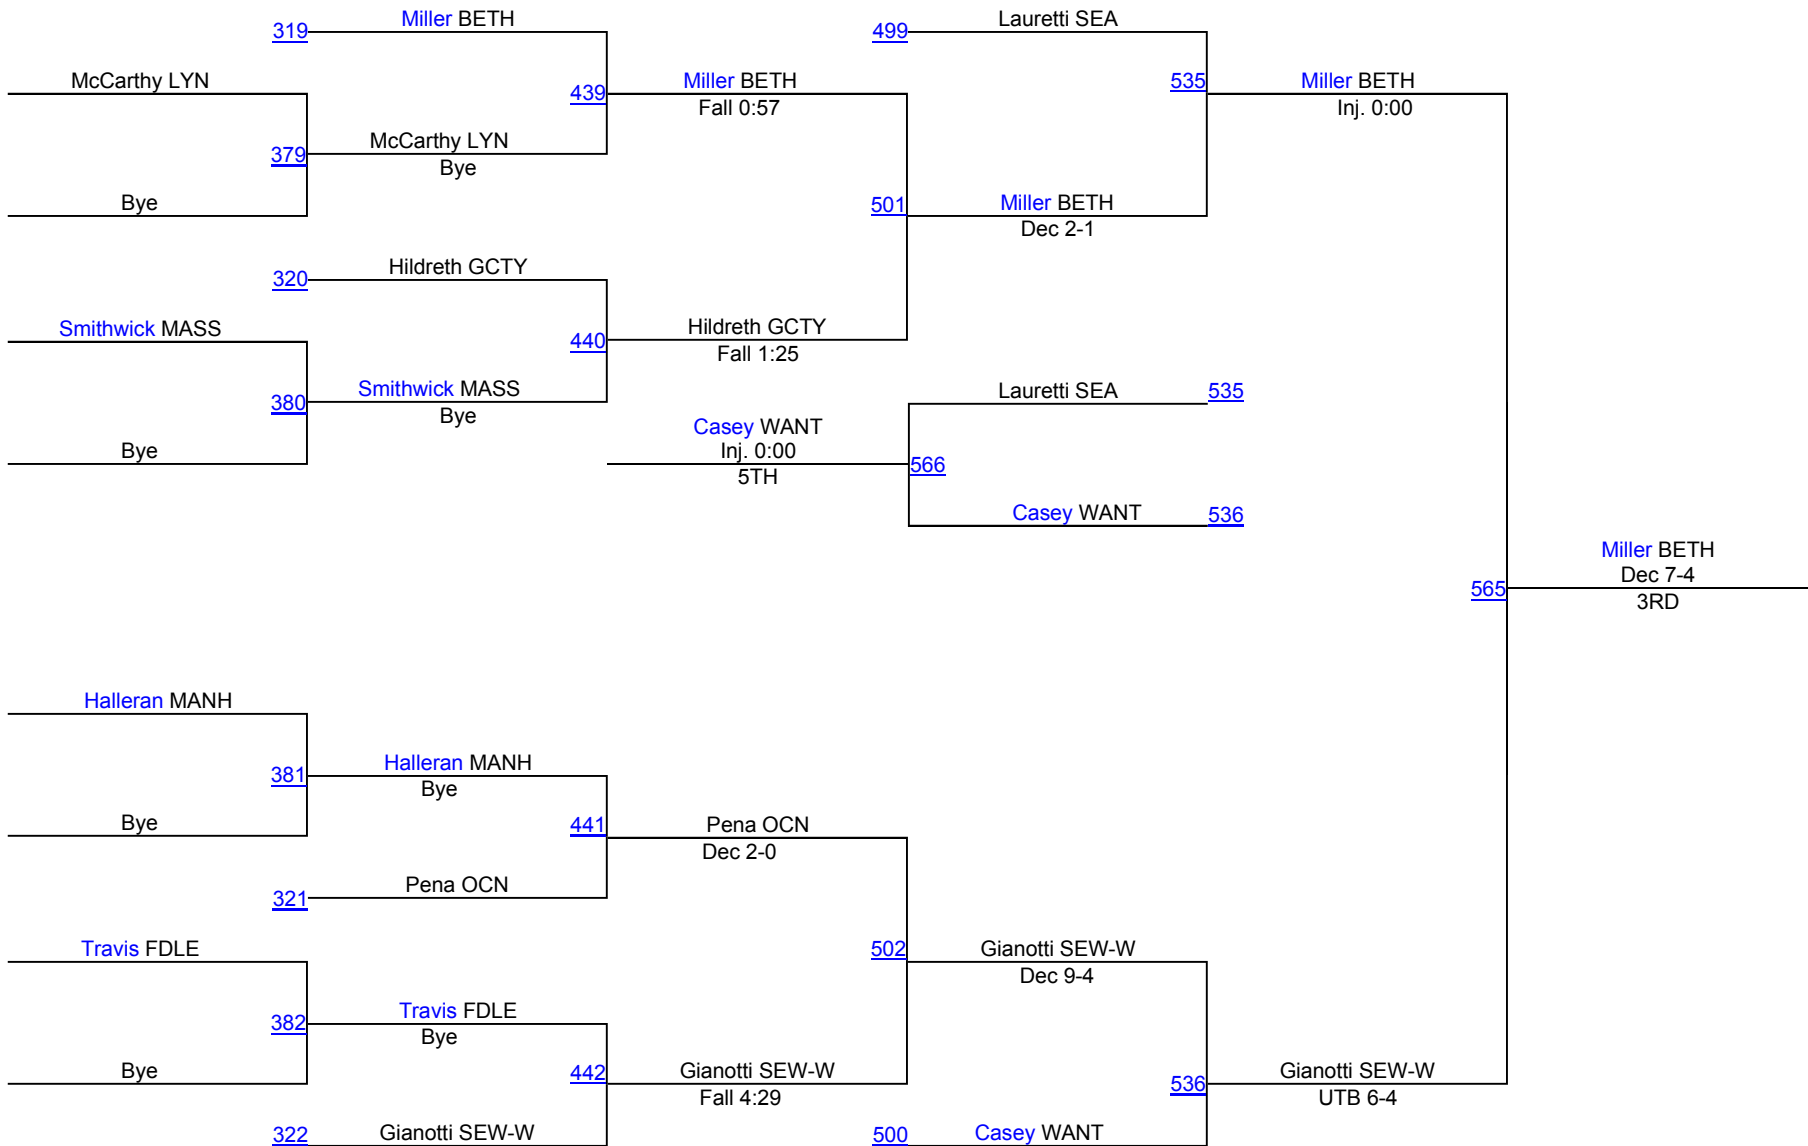 Miller BETH
319
Lauretti SEA
499
McCarthy LYN
439
Miller BETH
Fall 0:57
535
Miller BETH
Inj. 0:00
379
McCarthy LYN
Bye
Bye
501
Miller BETH
Dec 2-1
320
Hildreth GCTY
Smithwick MASS
440
Hildreth GCTY
Fall 1:25
380
Smithwick MASS
Bye
Lauretti SEA
535
Bye
Casey WANT
Inj. 0:00
5TH
566
Casey WANT
536
565
Miller BETH
Dec 7-4
3RD
Halleran MANH
381
Halleran MANH
Bye
Bye
441
Pena OCN
Dec 2-0
321
Pena OCN
Travis FDLE
502
Gianotti SEW-W
Dec 9-4
382
Travis FDLE
Bye
Bye
442
Gianotti SEW-W
Fall 4:29
536
Gianotti SEW-W
UTB 6-4
322
Gianotti SEW-W
500
Casey WANT